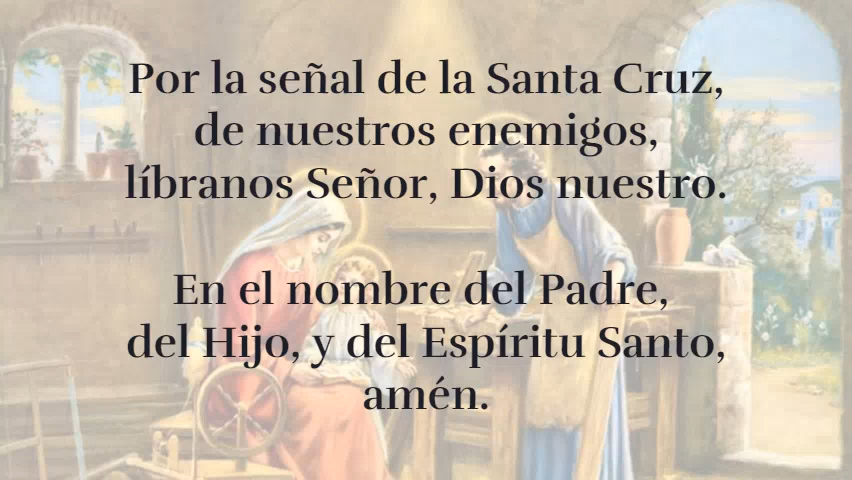 Por la señal de la Santa Cruz,
de nuestros enemigos,
líbranos Señor, Dios nuestro.
En el nombre del Padre,
del Hijo, y del Espíritu Santo,
amén.